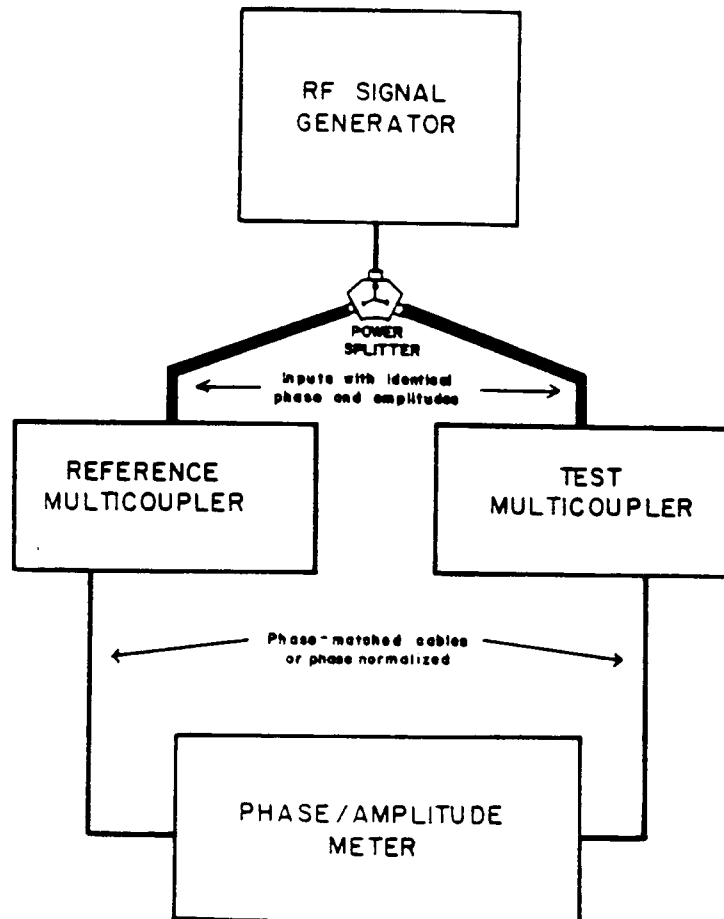 RF SIGNAL
GENERATOR
POWER
SPLITTER
Inputs with identical
phase and amplitudes
REFERENCE
MULTICOUPLER
TEST
MULTICOUPLER
Phase-matched cables
or phase normalized
PHASE/AMPLITUDE
METER